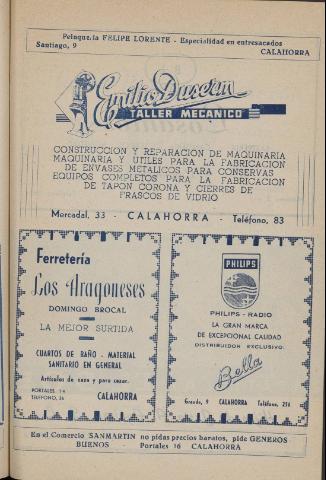 Peluquería FELIPE LORENTE - Especialidad en entresacados
Santiago, 9 CALAHORRA
Emilio Duserm
TALLER MECANICO
CONSTRUCCION Y REPARACION DE MAQUINARIA
MAQUINARIA Y UTILES PARA LA FABRICACION
DE ENVASES METALICOS PARA CONSERVAS
EQUIPOS COMPLETOS PARA LA FABRICACION
DE TAPON CORONA Y CIERRES DE
FRASCOS DE VIDRIO
Mercadal, 33 - CALAHORRA - Teléfono, 83
Ferretería
Los Aragoneses
DOMINGO BROCAL
LA MEJOR SURTIDA
CUARTOS DE BAÑO - MATERIAL
SANITARIO EN GENERAL
Artículos de caza y para cazar.
PORTALES, 14
TELEFONO, 36 CALAHORRA
PHILIPS
PHILIPS - RADIO
LA GRAN MARCA
DE EXCEPCIONAL CALIDAD
DISTRIBUIDOR EXCLUSIVO:
Bella
Grande, 9 CALAHORRA Teléfono, 214
En el Comercio SANMARTIN no pidas precios baratos, pide GENEROS
BUENOS - Portales 16 CALAHORRA